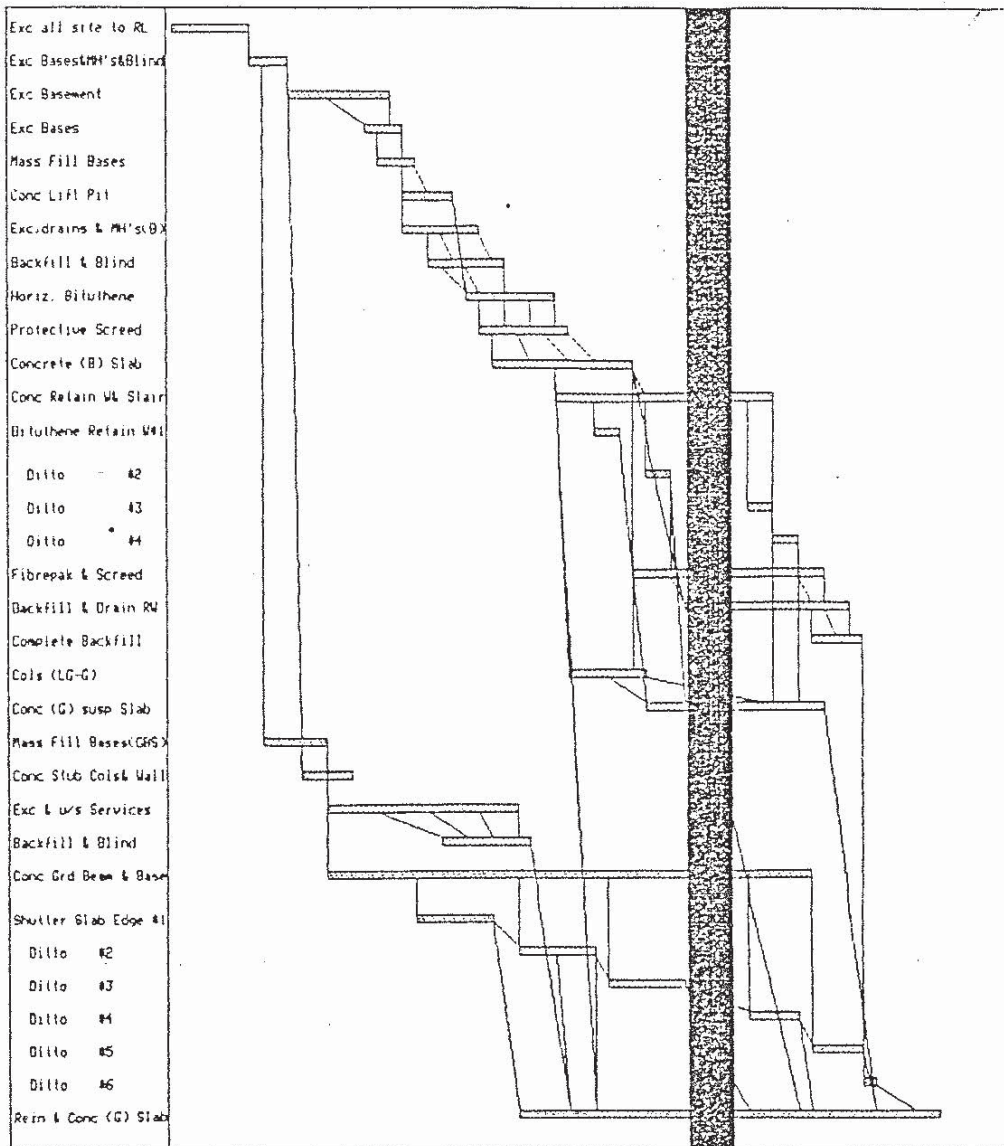 Exc all site to RL
Exc Bases&MH's&Blind
Exc Basement
Exc Bases
Mass Fill Bases
Conc Lift Pit
Exc.drains & MH's(B)
Backfill & Blind
Horiz. Bituthene
Protective Screed
Concrete (B) Slab
Conc Retain W& Stair
Bituthene Retain W#1
Ditto - #2
Ditto #3
Ditto #4
Fibrepak & Screed
Backfill & Drain RW
Complete Backfill
Cols (LG-G)
Conc (G) susp Slab
Mass Fill Bases(GBS)
Conc Stub Cols& Wall
Exc & u/s Services
Backfill & Blind
Conc Grd Beam & Base
Shutter Slab Edge #1
Ditto #2
Ditto #3
Ditto #4
Ditto #5
Ditto #6
Rein & Conc (G) Slab